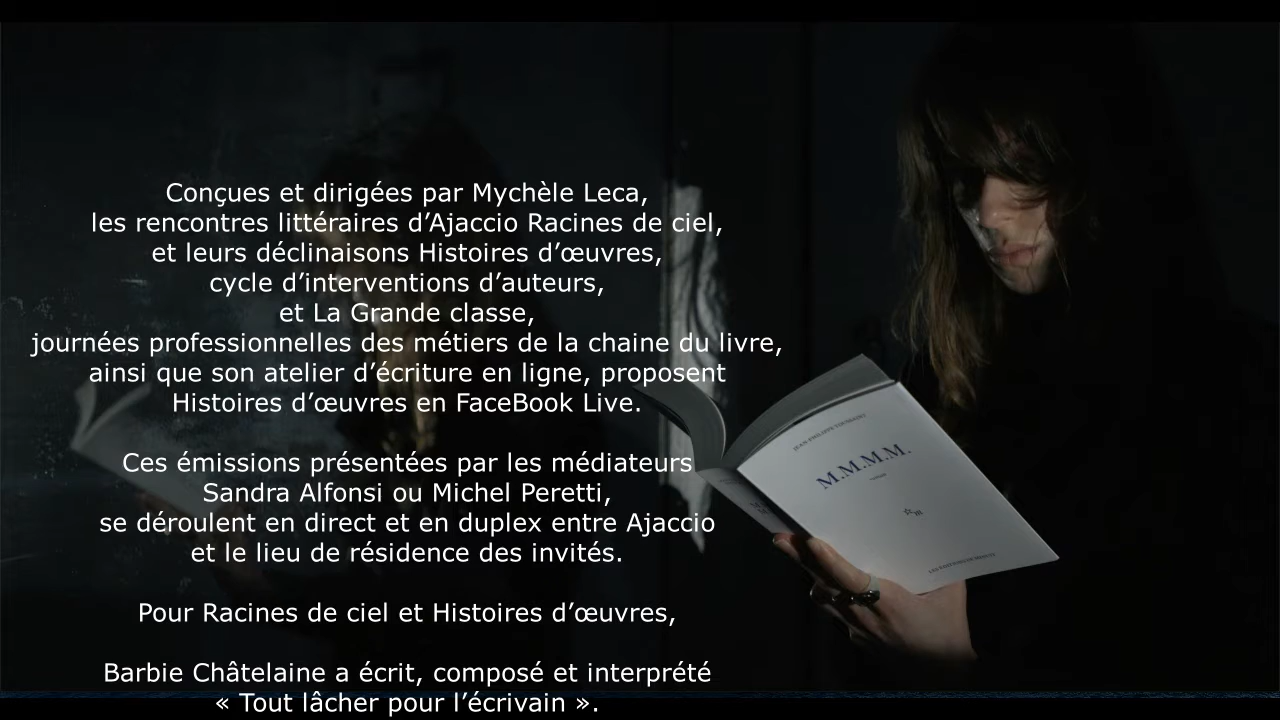 Conçues et dirigées par Mychèle Leca,
les rencontres littéraires d’Ajaccio Racines de ciel,
et leurs déclinaisons Histoires d’œuvres,
cycle d’interventions d’auteurs,
et La Grande classe,
journées professionnelles des métiers de la chaine du livre,
ainsi que son atelier d’écriture en ligne, proposent
Histoires d’œuvres en FaceBook Live.
Ces émissions présentées par les médiateurs
Sandra Alfonsi ou Michel Peretti,
se déroulent en direct et en duplex entre Ajaccio
et le lieu de résidence des invités.
Pour Racines de ciel et Histoires d’œuvres,
Barbie Châtelaine a écrit, composé et interprété
« Tout lâcher pour l’écrivain ».
JEAN-PHILIPPE TOUSSAINT
M.M.M.M.